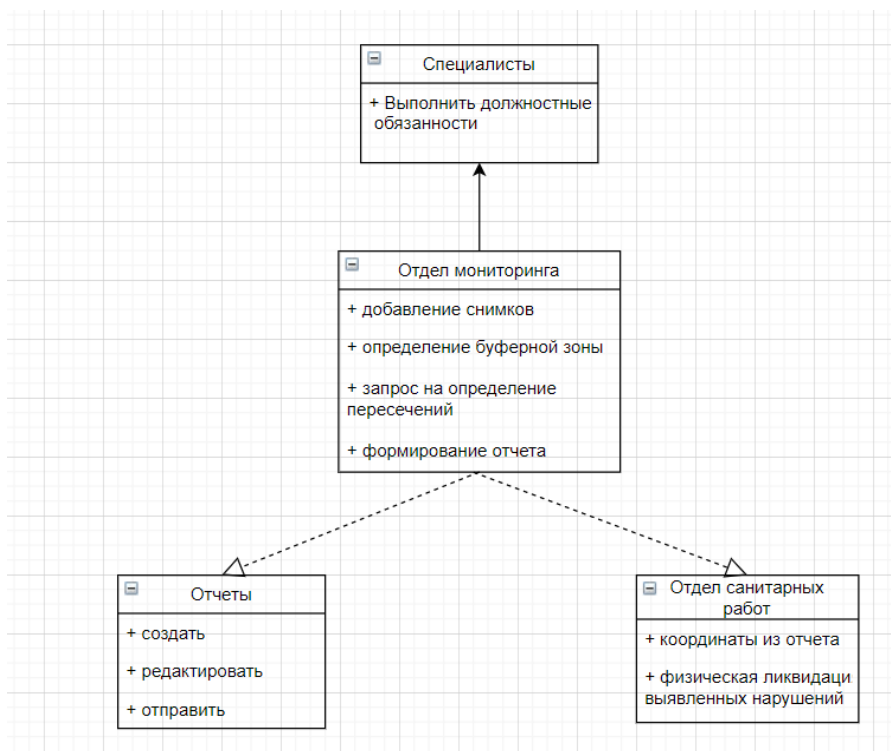 Специалисты
+ Выполнить должностные
обязанности
Отдел мониторинга
+ добавление снимков
+ определение буферной зоны
+ запрос на определение
пересечений
+ формирование отчета
Отчеты
+ создать
+ редактировать
+ отправить
Отдел санитарных
работ
+ координаты из отчета
+ физическая ликвидаци
выявленных нарушений